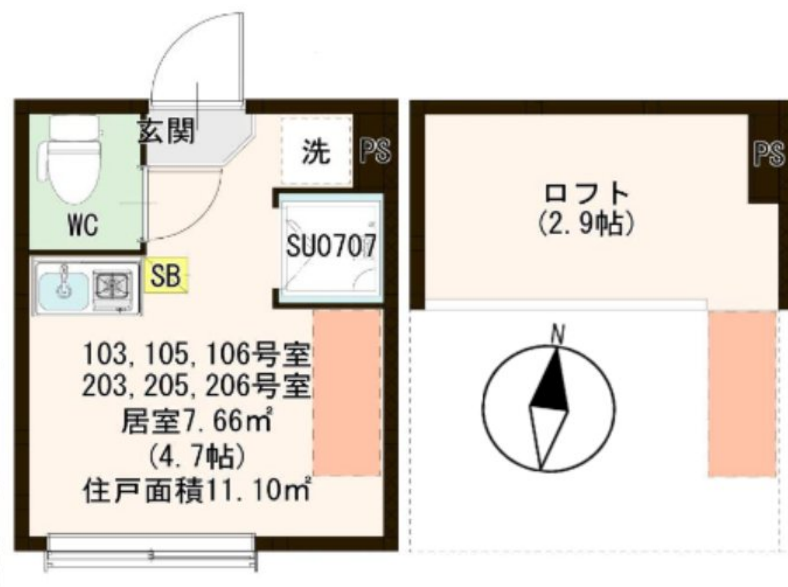 玄関
洗
PS
WC
SU0707
SB
103,105,106号室
203,205,206号室
居室7.66㎡
(4.7帖)
住戸面積11.10㎡
PS
ロフト
(2.9帖)
N